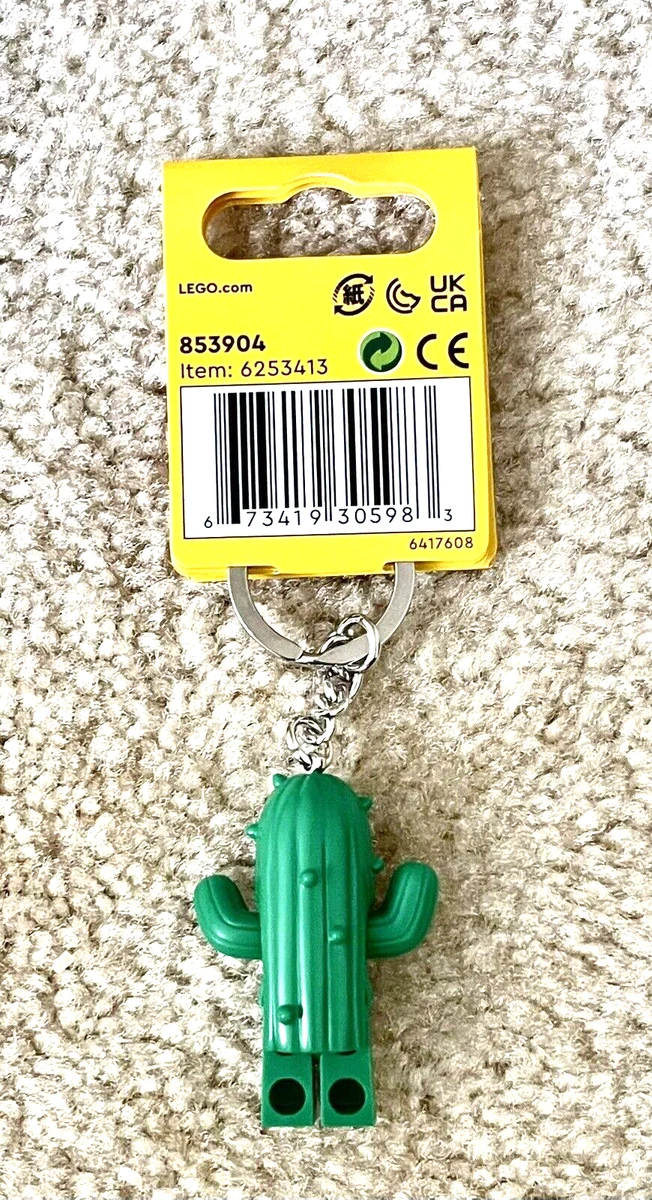 LEGO.com
紙
UK
CA
853904
CE
Item: 6253413
6 73419 30598 3
6417608